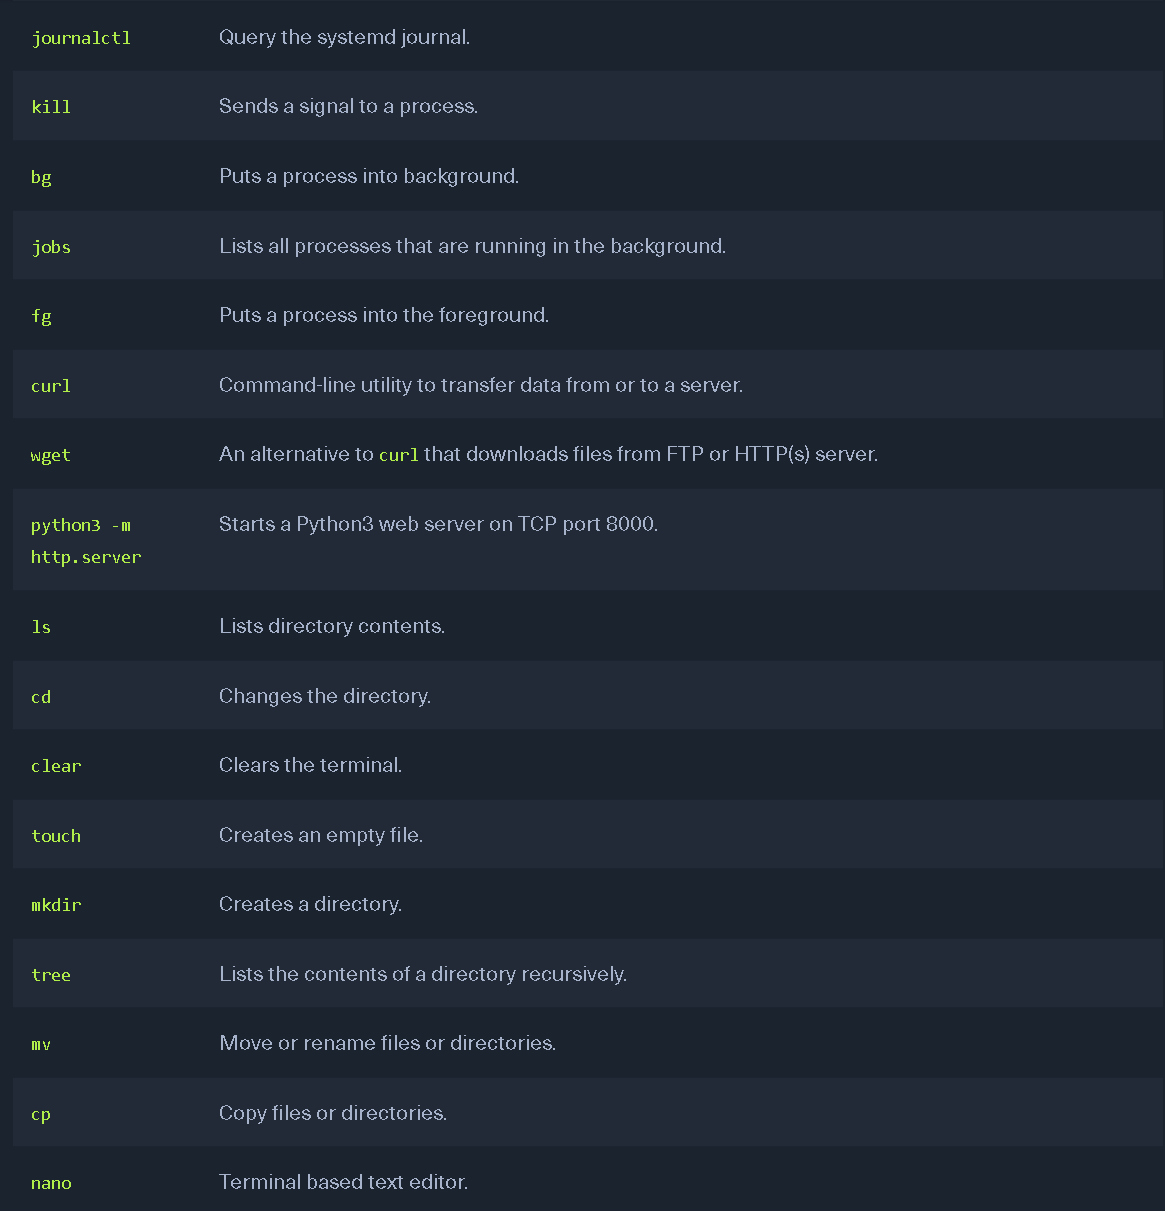 journalctl Query the systemd journal.
kill Sends a signal to a process.
bg Puts a process into background.
jobs Lists all processes that are running in the background.
fg Puts a process into the foreground.
curl Command-line utility to transfer data from or to a server.
wget An alternative to curl that downloads files from FTP or HTTP(s) server.
python3 -m Starts a Python3 web server on TCP port 8000.
http.server
ls Lists directory contents.
cd Changes the directory.
clear Clears the terminal.
touch Creates an empty file.
mkdir Creates a directory.
tree Lists the contents of a directory recursively.
mv Move or rename files or directories.
cp Copy files or directories.
nano Terminal based text editor.